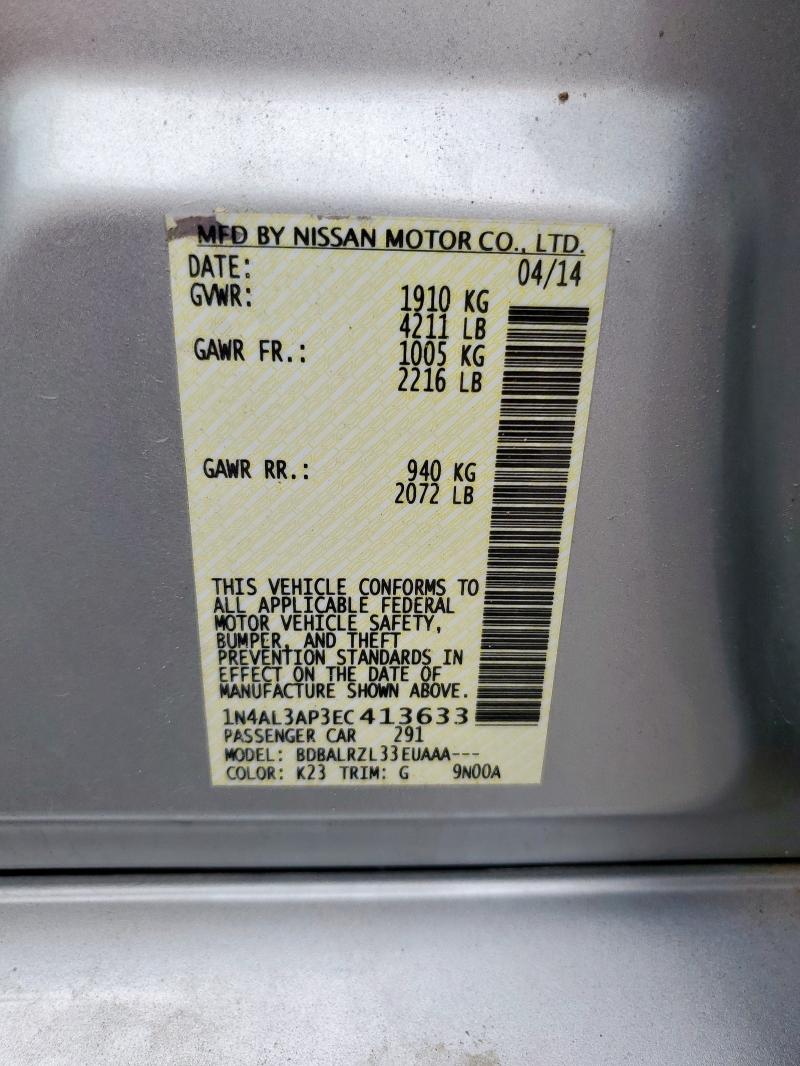 MFD BY NISSAN MOTOR CO., LTD.
DATE: 04/14
GVWR: 1910 KG
4211 LB
GAWR FR.: 1005 KG
2216 LB
GAWR RR.: 940 KG
2072 LB
THIS VEHICLE CONFORMS TO
ALL APPLICABLE FEDERAL
MOTOR VEHICLE SAFETY,
BUMPER, AND THEFT
PREVENTION STANDARDS IN
EFFECT ON THE DATE OF
MANUFACTURE SHOWN ABOVE.
1N4AL3AP3EC413633
PASSENGER CAR 291
MODEL: BDBALRZL33EUAAA---
COLOR: K23 TRIM: G 9N00A